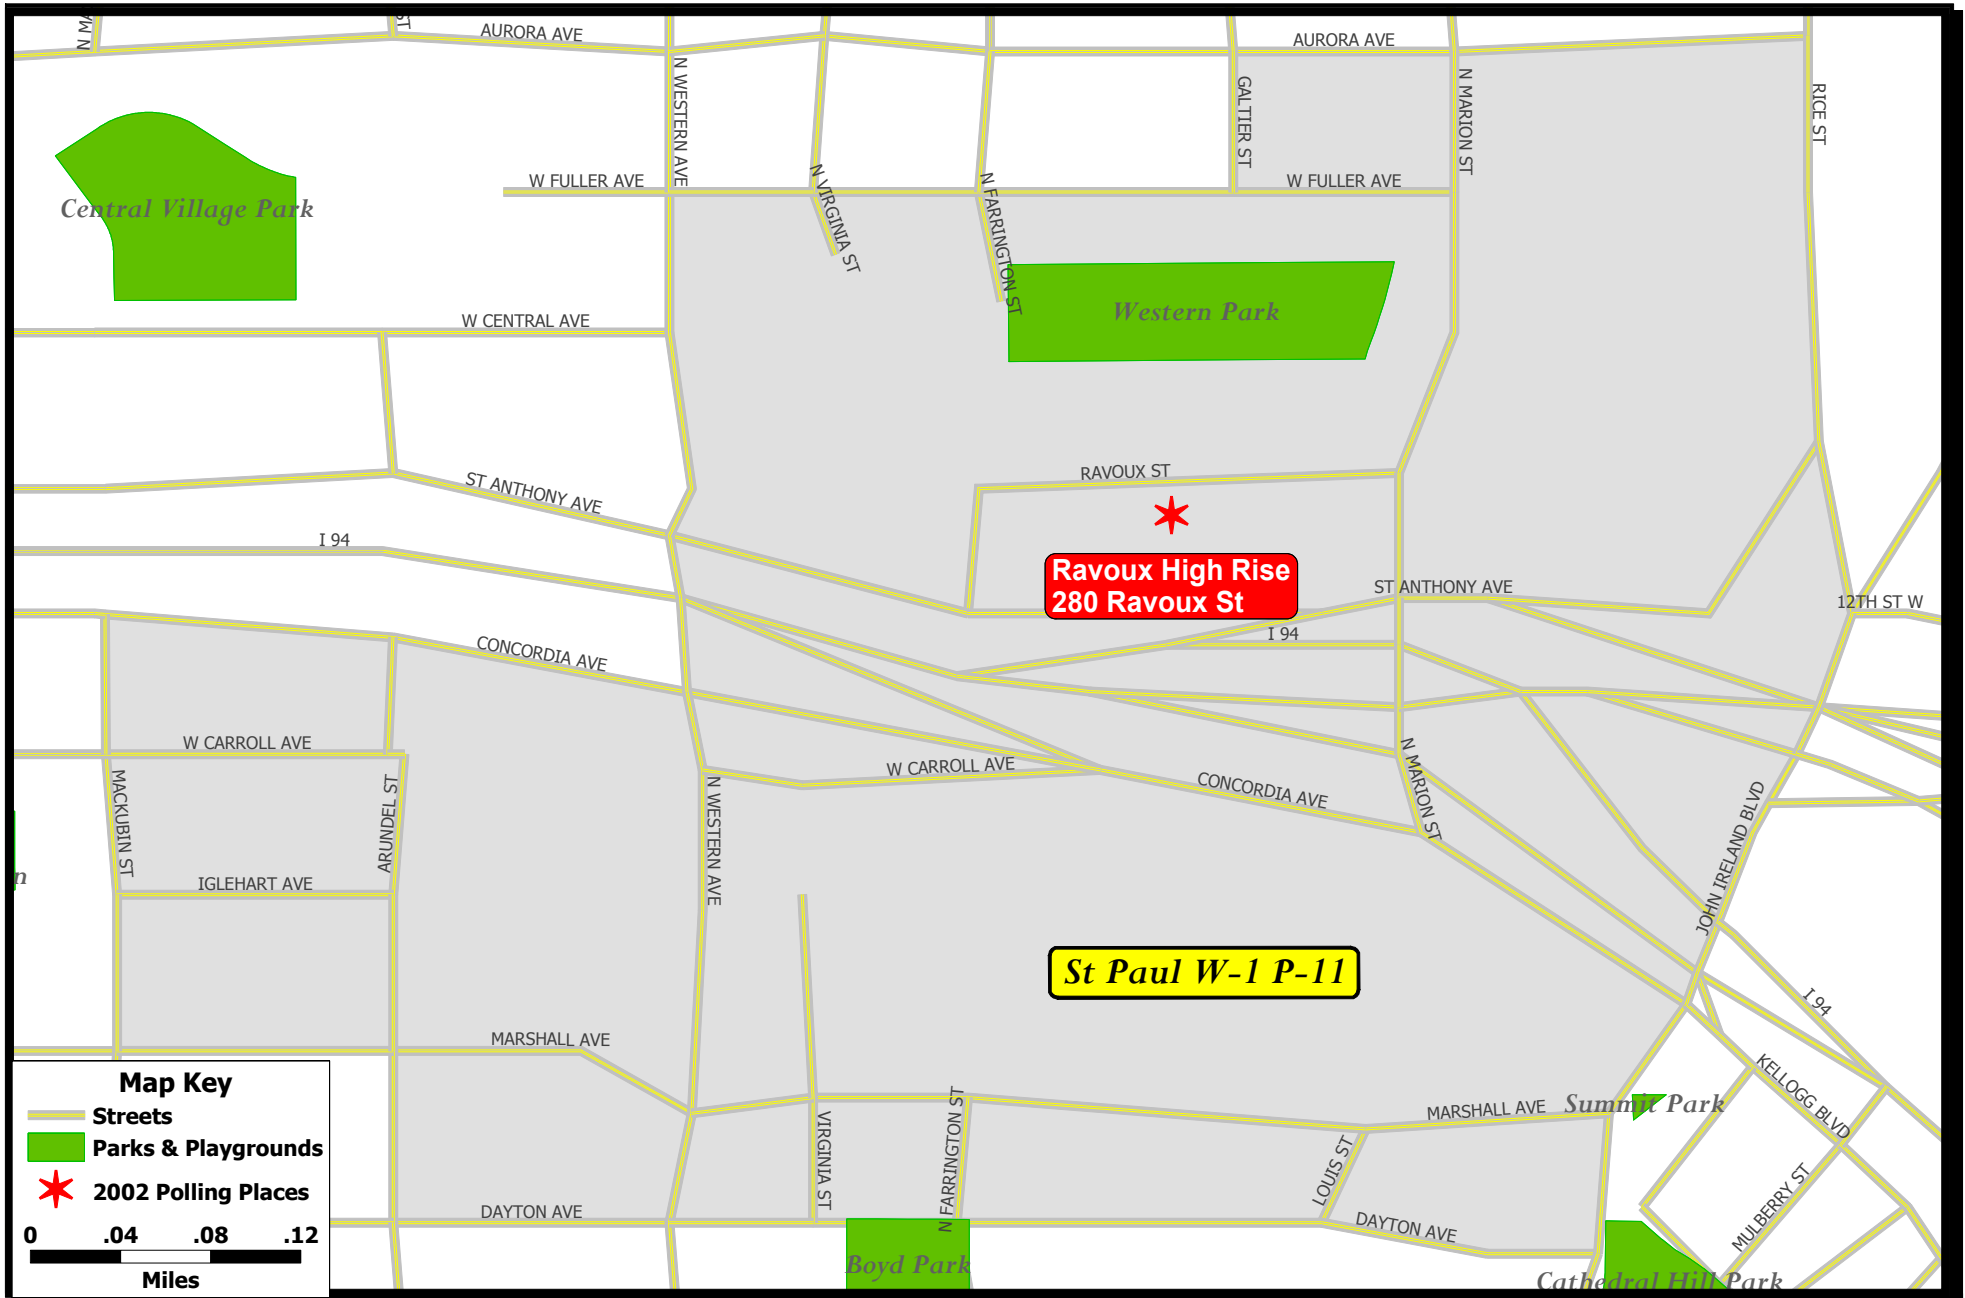 N MA
ST
AURORA AVE
AURORA AVE
N WESTERN AVE
GALTIER ST
N MARION ST
RICE ST
W FULLER AVE
W FULLER AVE
N VIRGINIA ST
N FARRINGTON ST
Central Village Park
Western Park
W CENTRAL AVE
RAVOUX ST
ST ANTHONY AVE
I 94
Ravoux High Rise
280 Ravoux St
ST ANTHONY AVE
12TH ST W
I 94
CONCORDIA AVE
W CARROLL AVE
W CARROLL AVE
CONCORDIA AVE
N MARION ST
MACKUBIN ST
ARUNDEL ST
N WESTERN AVE
JOHN IRELAND BLVD
n
IGLEHART AVE
St Paul W-1 P-11
I 94
MARSHALL AVE
KELLOGG BLVD
Summit Park
MARSHALL AVE
VIRGINIA ST
N FARRINGTON ST
LOUIS ST
MULBERRY ST
DAYTON AVE
DAYTON AVE
Boyd Park
Cathedral Hill Park
Map Key
Streets
Parks & Playgrounds
2002 Polling Places
0 .04 .08 .12
Miles